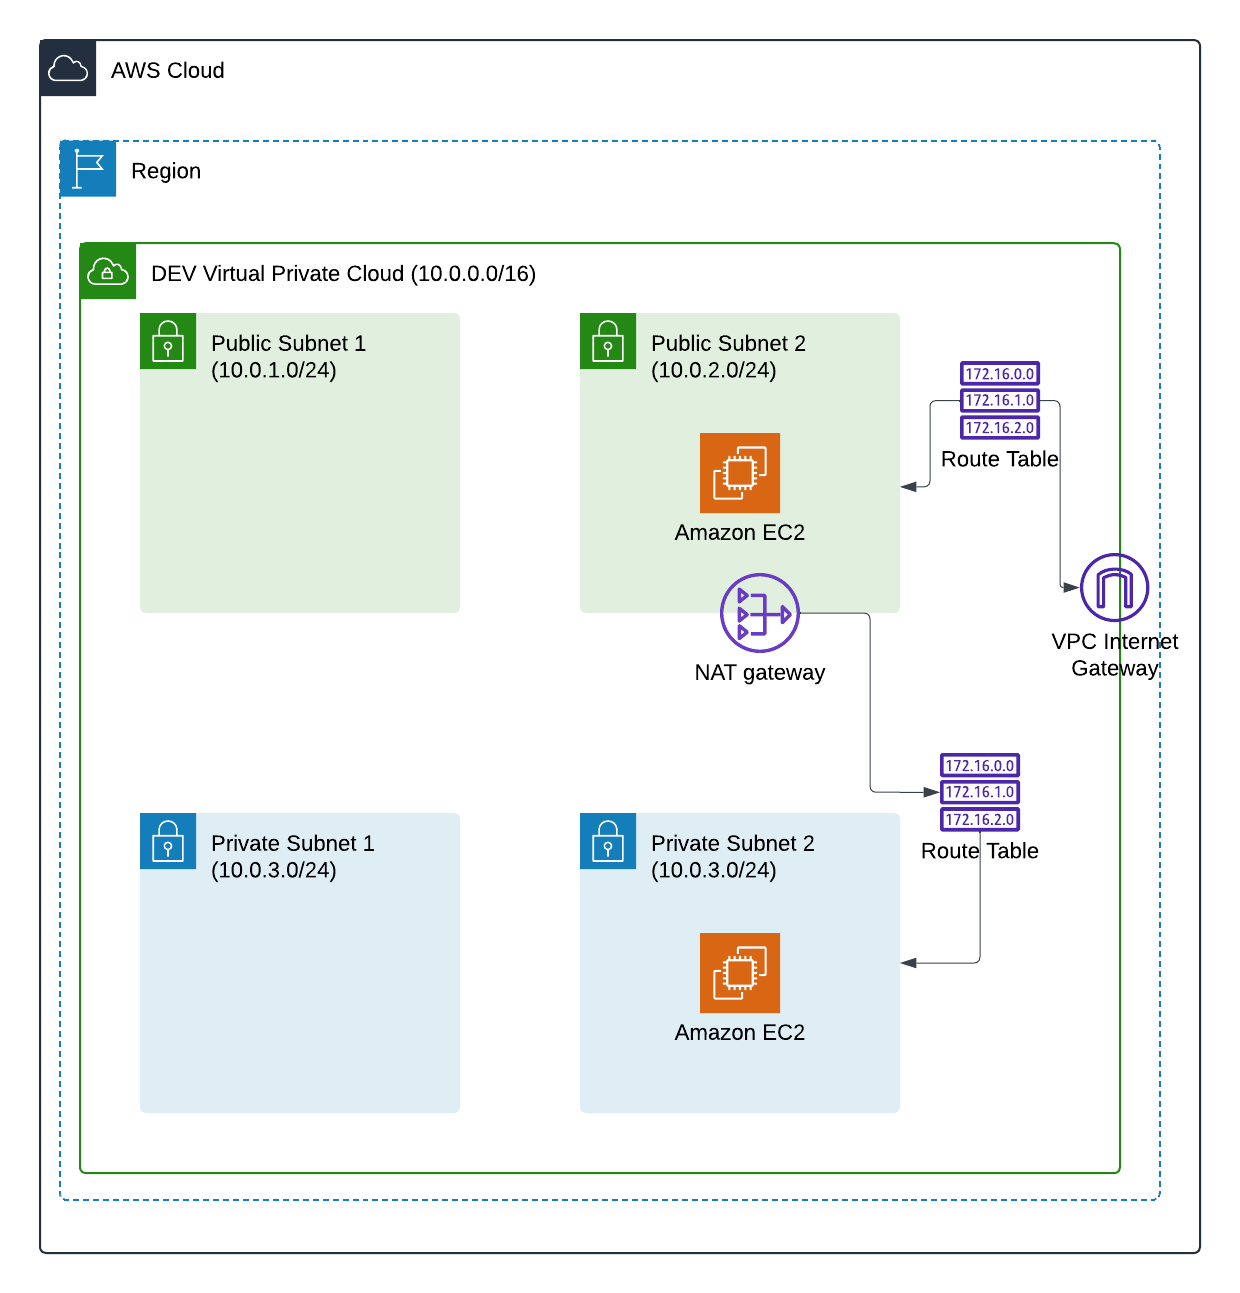 AWS Cloud
Region
DEV Virtual Private Cloud (10.0.0.0/16)
Public Subnet 1
(10.0.1.0/24)
Public Subnet 2
(10.0.2.0/24)
172.16.0.0
172.16.1.0
172.16.2.0
Route Table
Amazon EC2
VPC Internet
Gateway
NAT gateway
172.16.0.0
172.16.1.0
172.16.2.0
Route Table
Private Subnet 1
(10.0.3.0/24)
Private Subnet 2
(10.0.3.0/24)
Amazon EC2